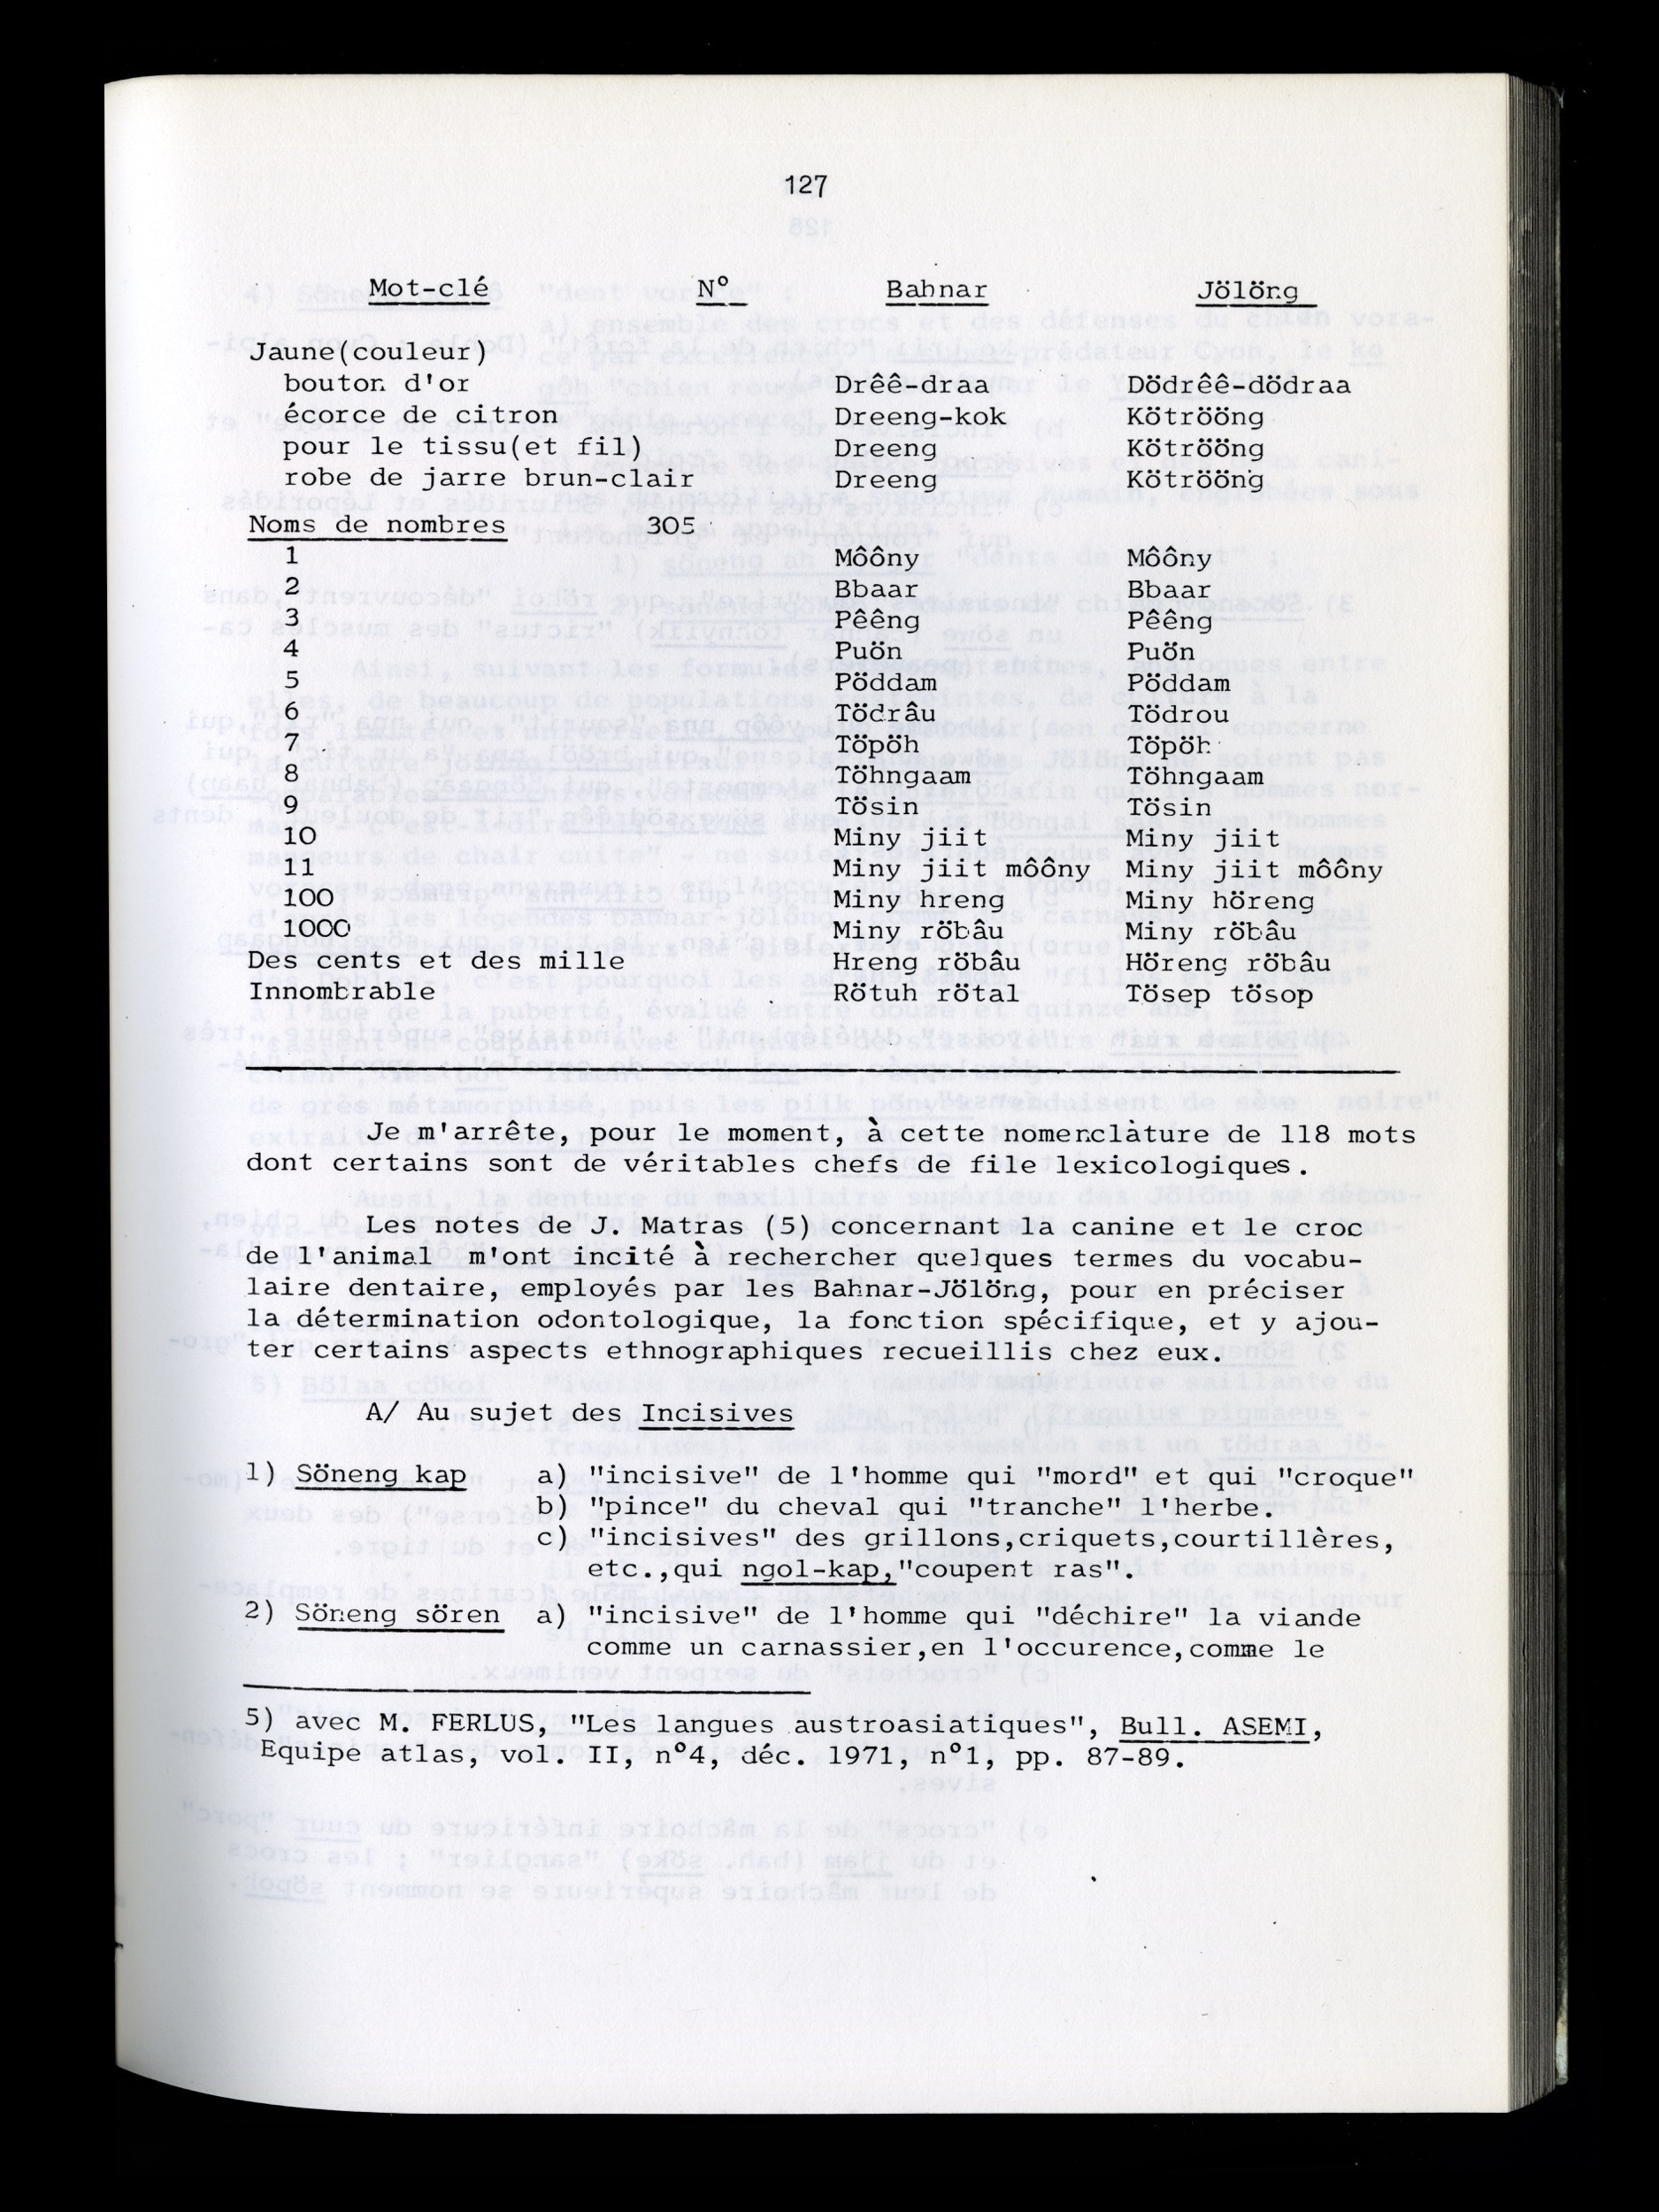 127
Mot-clé N° Bahnar Jölöng
Jaune(couleur)
bouton d'or Drêê-draa Dödrêê-dödraa
écorce de citron Dreeng-kok Kötrööng
pour le tissu(et fil) Dreeng Kötrööng
robe de jarre brun-clair Dreeng Kötrööng
Noms de nombres 305
1 Môôny Môôny
2 Bbaar Bbaar
3 Pêêng Pêêng
4 Puön Puön
5 Pöddam Pöddam
6 Tödrâu Tödrou
7 Töpöh Töpöh
8 Töhngaam Töhngaam
9 Tösin Tösin
10 Miny jiit Miny jiit
11 Miny jiit môôny Miny jiit môôny
100 Miny hreng Miny höreng
1000 Miny röbâu Miny röbâu
Des cents et des mille Hreng röbâu Höreng röbâu
Innombrable Rötuh rötal Tösep tösop
Je m'arrête, pour le moment, à cette nomenclàture de 118 mots
dont certains sont de véritables chefs de file lexicologiques.
Les notes de J. Matras (5) concernant la canine et le croc
de l'animal m'ont incité à rechercher quelques termes du vocabu-
laire dentaire, employés par les Bahnar-Jölöng, pour en préciser
la détermination odontologique, la fonction spécifique, et y ajou-
ter certains aspects ethnographiques recueillis chez eux.
A/ Au sujet des Incisives
1) Söneng kap a) "incisive" de l'homme qui "mord" et qui "croque"
b) "pince" du cheval qui "tranche" l'herbe.
c) "incisives" des grillons,criquets,courtillères,
etc.,qui ngol-kap,"coupent ras".
2) Söneng sören a) "incisive" de l'homme qui "déchire" la viande
comme un carnassier,en l'occurence,comme le
5) avec M. FERLUS, "Les langues austroasiatiques", Bull. ASEMI,
Equipe atlas, vol. II, n°4, déc. 1971, n°1, pp. 87-89.